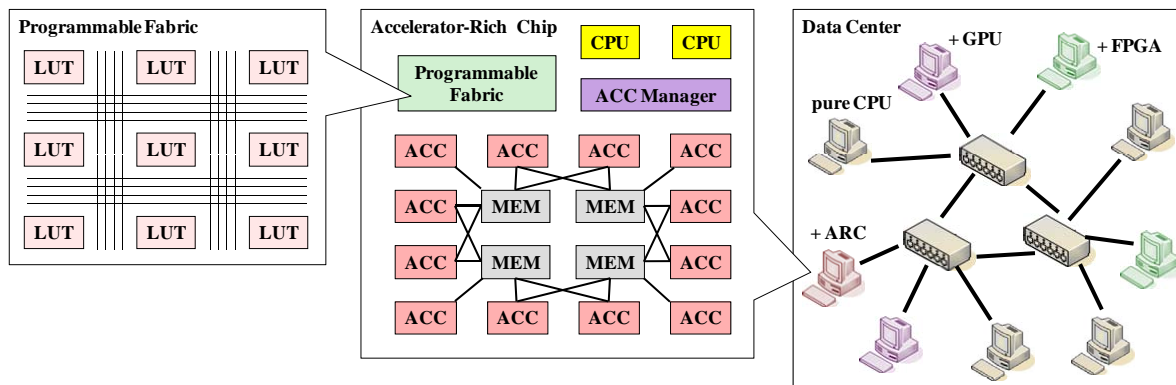 Programmable Fabric
LUT LUT LUT
LUT LUT LUT
LUT LUT LUT
Accelerator-Rich Chip
CPU CPU
Programmable
Fabric
ACC Manager
ACC ACC ACC ACC
ACC MEM MEM ACC
ACC MEM MEM ACC
ACC ACC ACC ACC
Data Center
+ GPU
+ FPGA
pure CPU
+ ARC